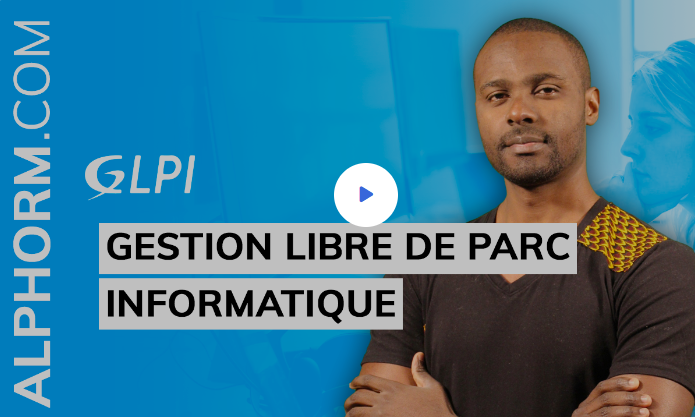 ALPHORM.COM
GLPI
GESTION LIBRE DE PARC
INFORMATIQUE